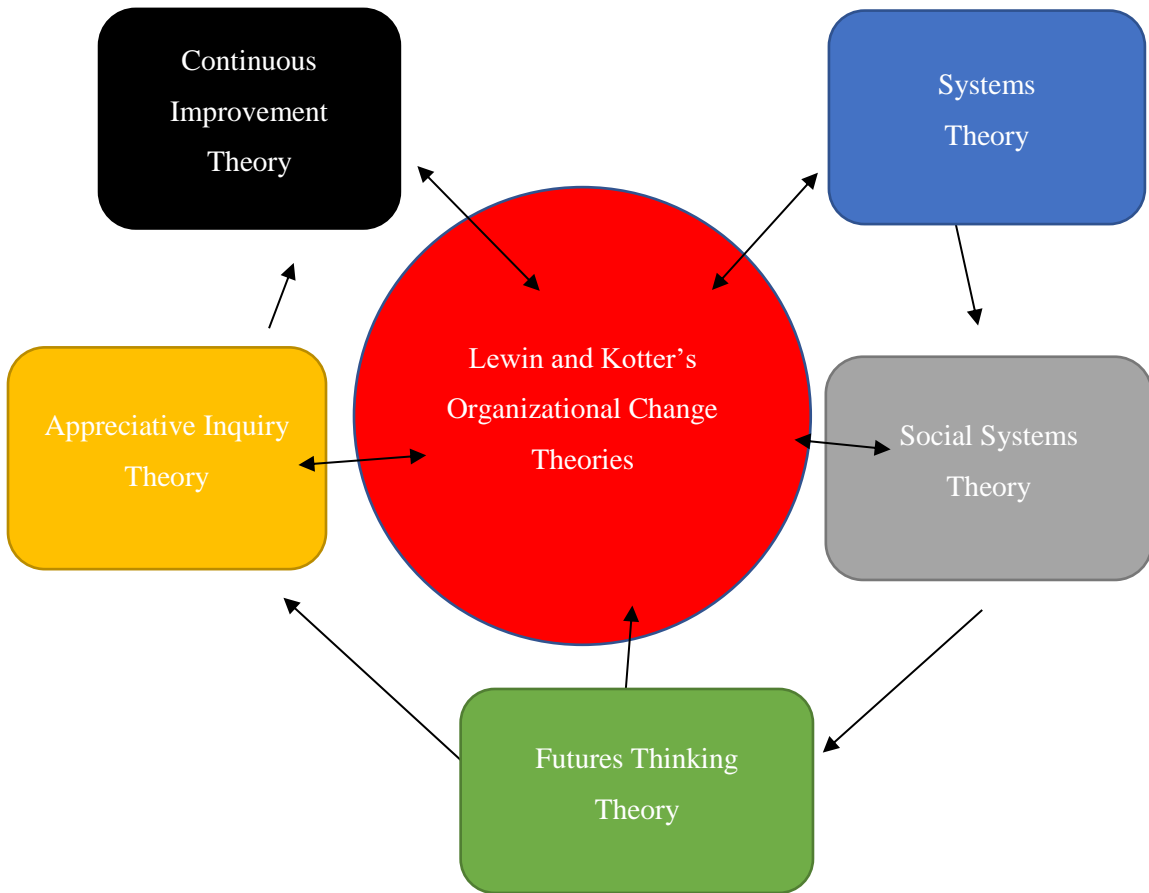 Continuous
Improvement
Theory
Systems
Theory
Lewin and Kotter’s
Organizational Change
Theories
Appreciative Inquiry
Theory
Social Systems
Theory
Futures Thinking
Theory